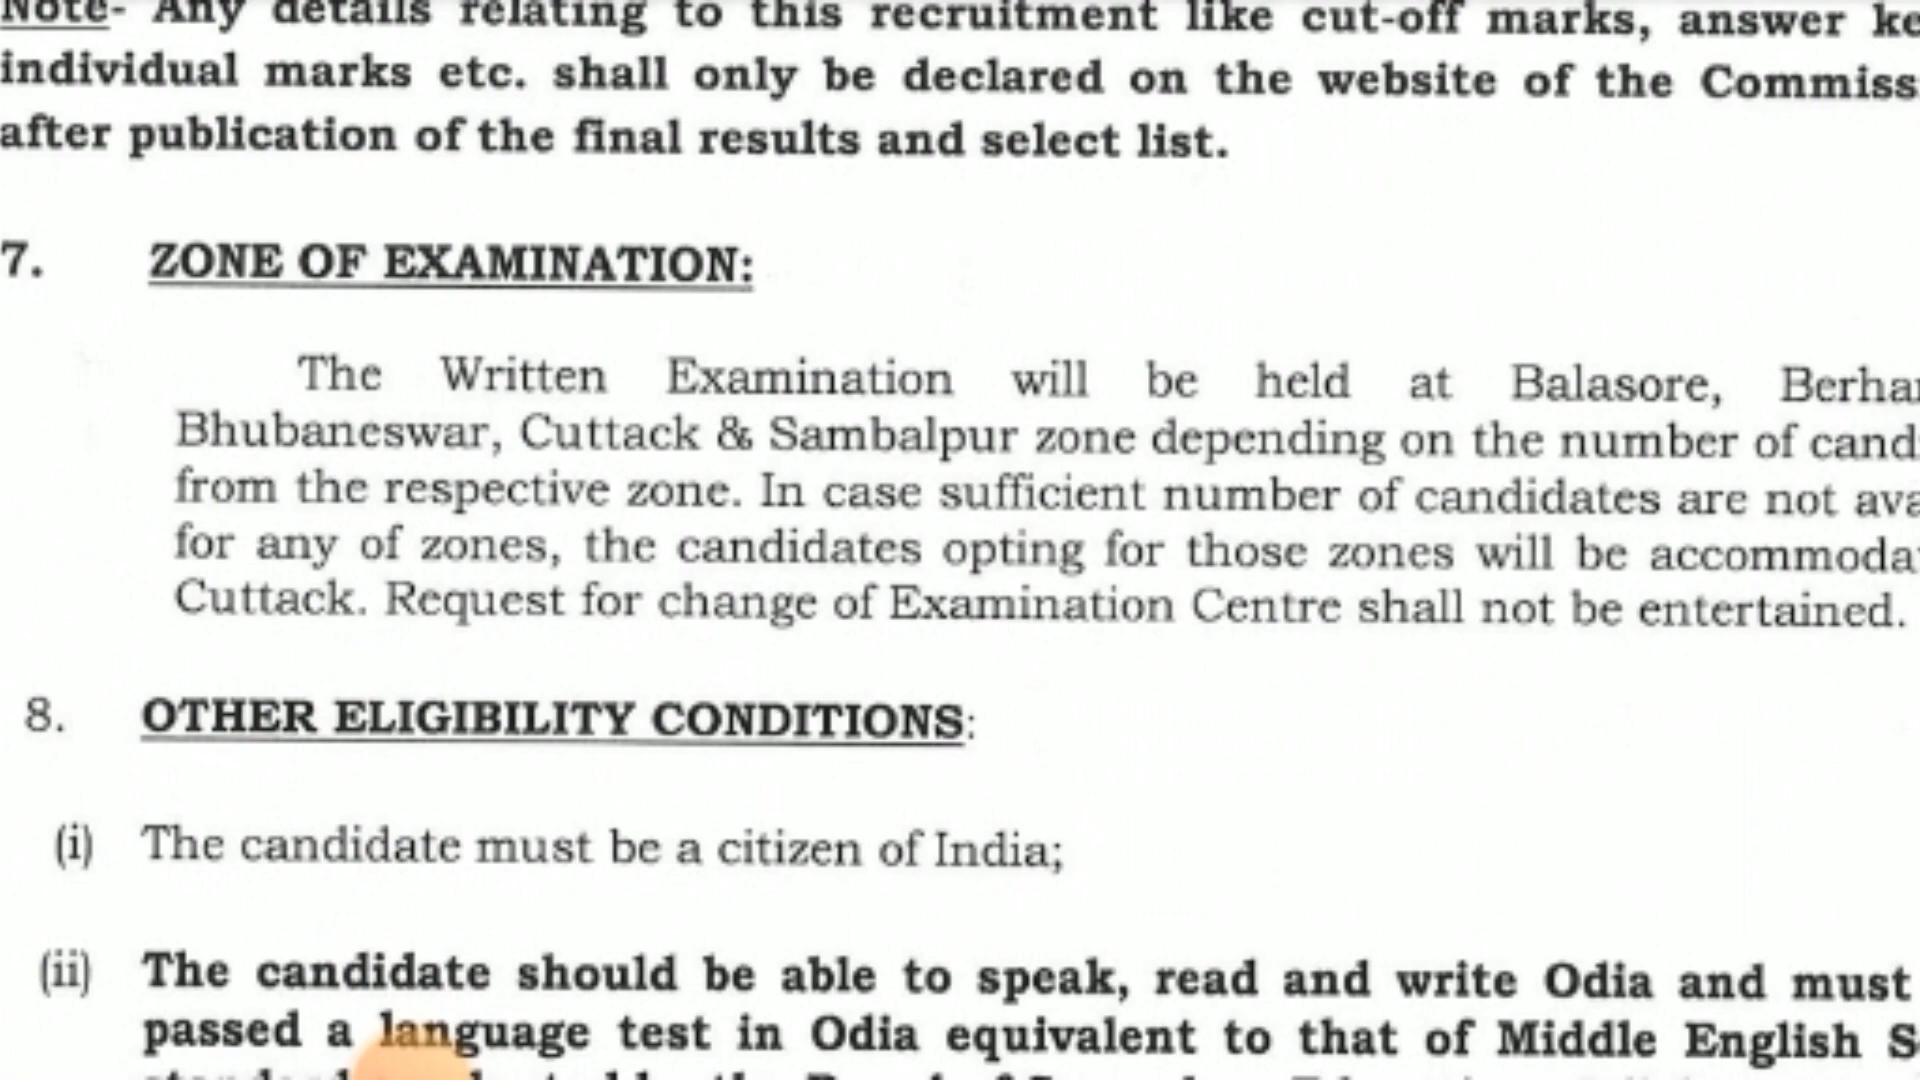 Note- Any details relating to this recruitment like cut-off marks, answer ke
individual marks etc. shall only be declared on the website of the Commiss
after publication of the final results and select list.
7. ZONE OF EXAMINATION:
The Written Examination will be held at Balasore, Berha
Bhubaneswar, Cuttack & Sambalpur zone depending on the number of cand
from the respective zone. In case sufficient number of candidates are not ava
for any of zones, the candidates opting for those zones will be accommoda
Cuttack. Request for change of Examination Centre shall not be entertained.
8. OTHER ELIGIBILITY CONDITIONS:
(i) The candidate must be a citizen of India;
(ii) The candidate should be able to speak, read and write Odia and must
passed a language test in Odia equivalent to that of Middle English S